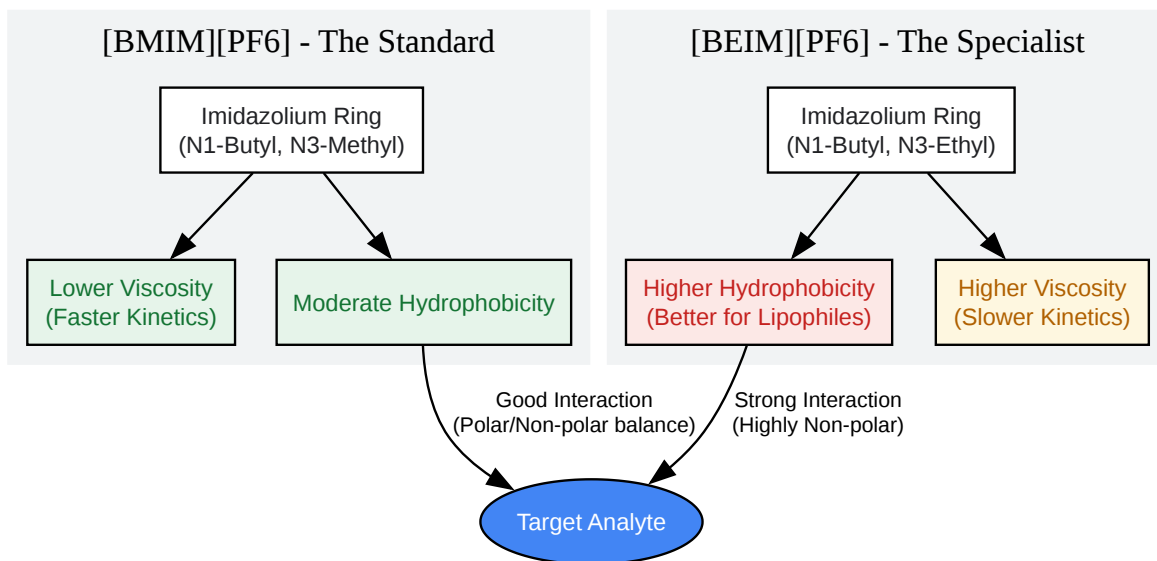 [BMIM][PF6] - The Standard
Imidazolium Ring
(N1-Butyl, N3-Methyl)
Lower Viscosity
(Faster Kinetics)
Moderate Hydrophobicity
[BEIM][PF6] - The Specialist
Imidazolium Ring
(N1-Butyl, N3-Ethyl)
Higher Hydrophobicity
(Better for Lipophiles)
Higher Viscosity
(Slower Kinetics)
Good Interaction
(Polar/Non-polar balance)
Strong Interaction
(Highly Non-polar)
Target Analyte